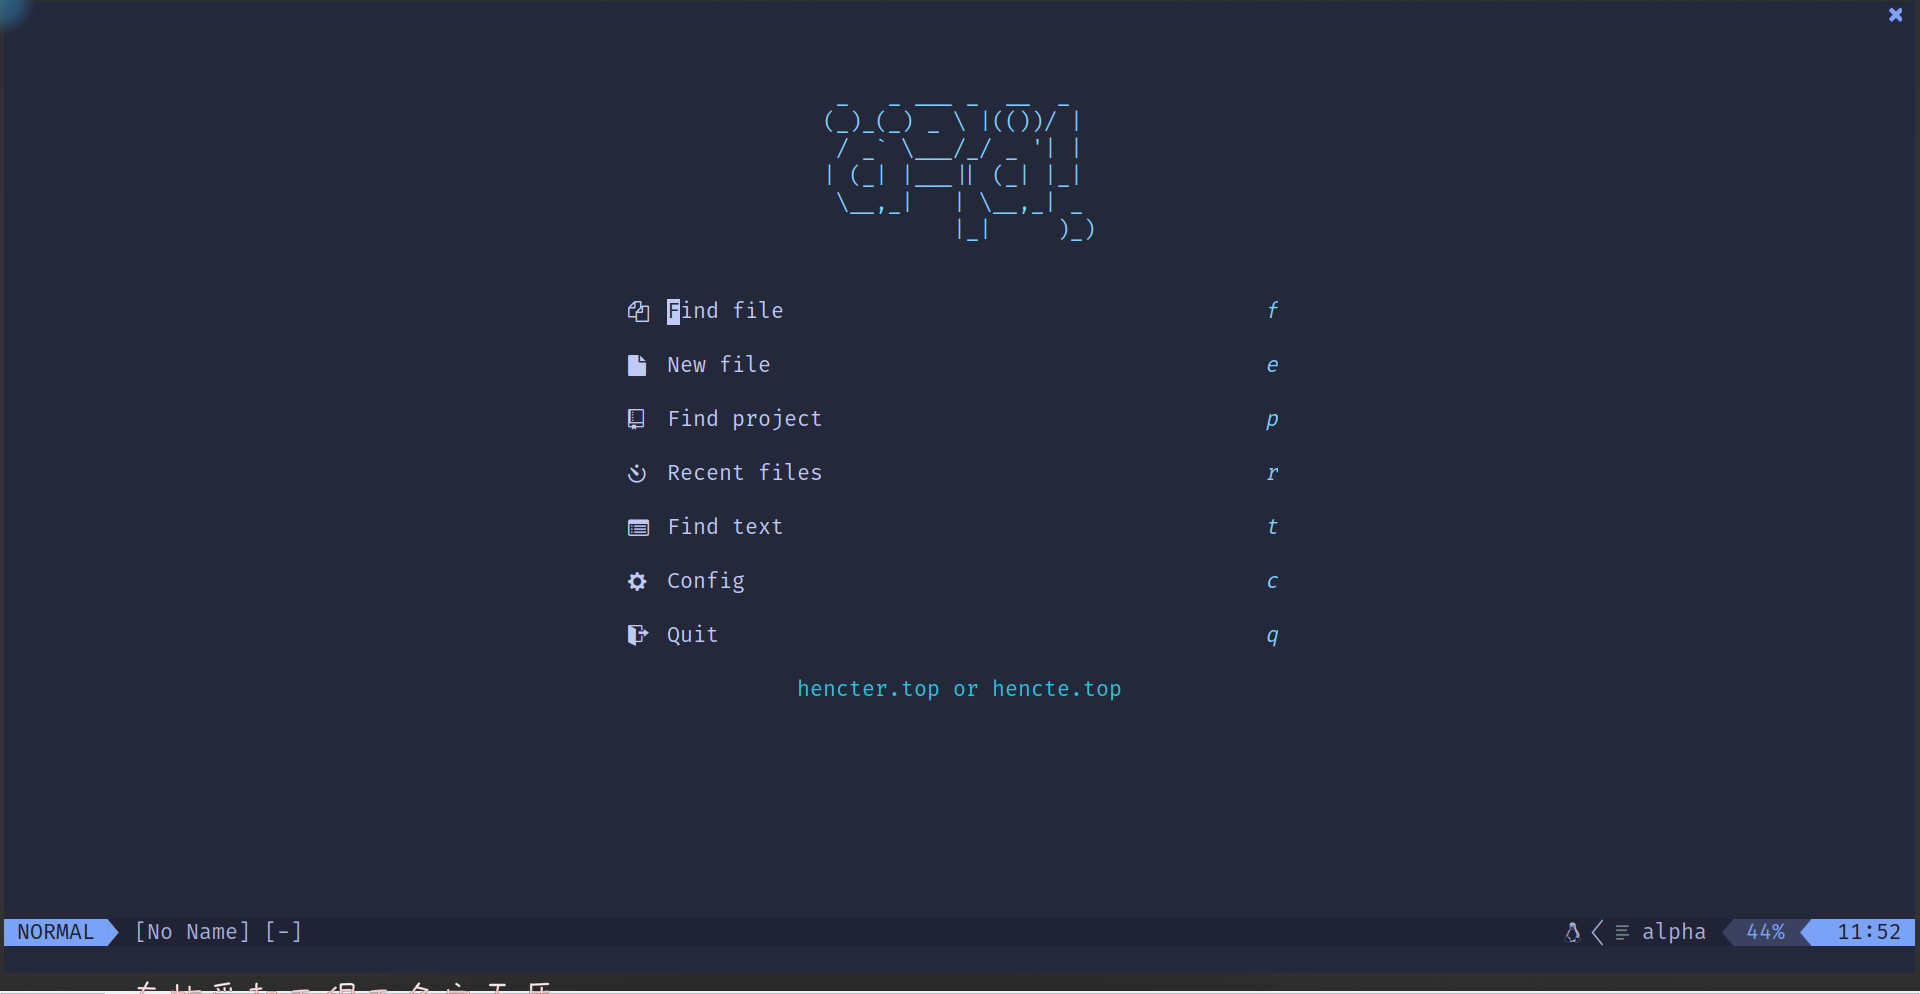 Find file f
New file e
Find project p
Recent files r
Find text t
Config c
Quit q
hencter.top or hencte.top
NORMAL [No Name] [-] alpha 44% 11:52